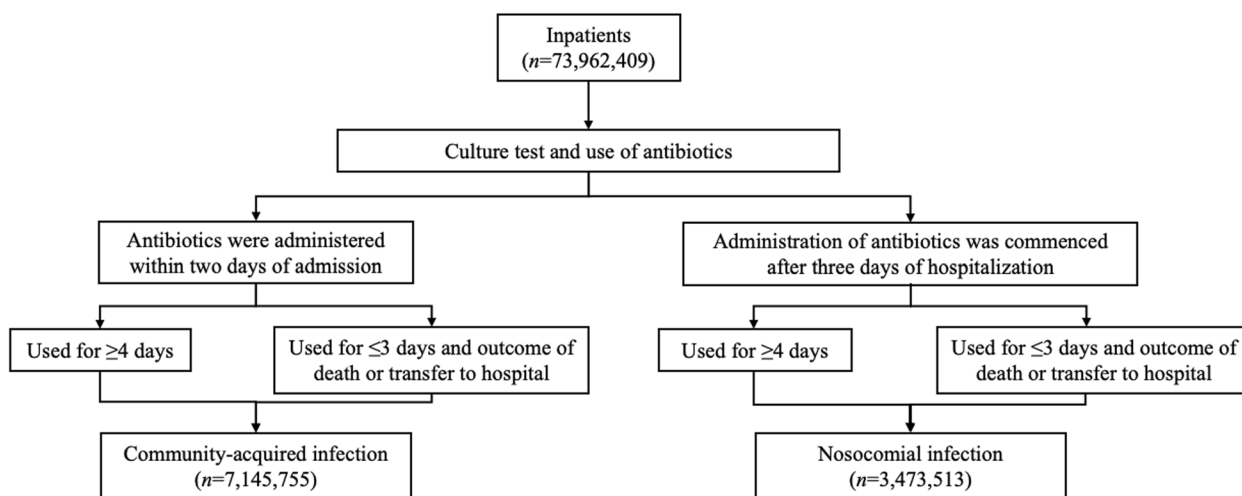 Inpatients
(n=73,962,409)
Culture test and use of antibiotics
Antibiotics were administered
within two days of admission
Administration of antibiotics was commenced
after three days of hospitalization
Used for ≥4 days
Used for ≤3 days and outcome of
death or transfer to hospital
Used for ≥4 days
Used for ≤3 days and outcome of
death or transfer to hospital
Community-acquired infection
(n=7,145,755)
Nosocomial infection
(n=3,473,513)